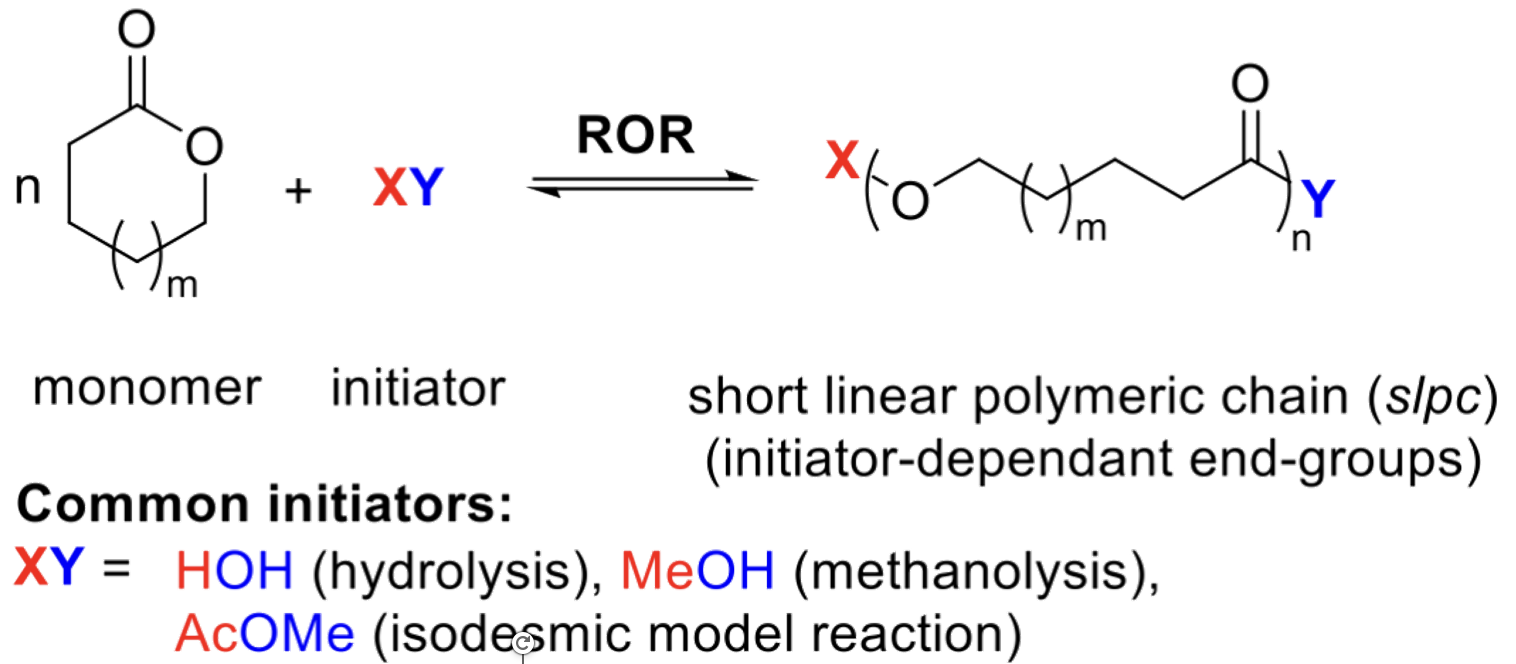 O
O
n
+
XY
ROR
X
O
O
Y
m
m
n
monomer
initiator
short linear polymeric chain (slpc)
(initiator-dependant end-groups)
Common initiators:
XY = HOH (hydrolysis), MeOH (methanolysis),
AcOMe (isodesmic model reaction)